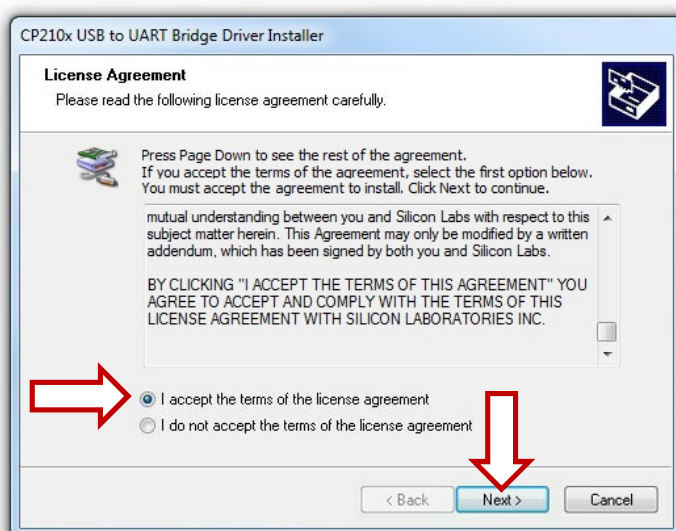 CP210x USB to UART Bridge Driver Installer
License Agreement
Please read the following license agreement carefully.
Press Page Down to see the rest of the agreement.
If you accept the terms of the agreement, select the first option below.
You must accept the agreement to install. Click Next to continue.
mutual understanding between you and Silicon Labs with respect to this
subject matter herein. This Agreement may only be modified by a written
addendum, which has been signed by both you and Silicon Labs.
BY CLICKING "I ACCEPT THE TERMS OF THIS AGREEMENT" YOU
AGREE TO ACCEPT AND COMPLY WITH THE TERMS OF THIS
LICENSE AGREEMENT WITH SILICON LABORATORIES INC.
I accept the terms of the license agreement
I do not accept the terms of the license agreement
< Back Next > Cancel